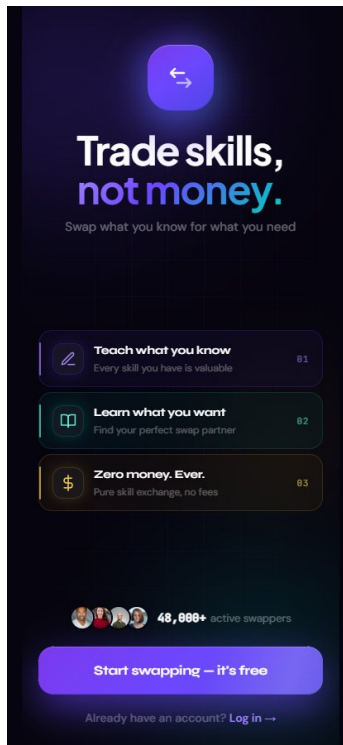 Trade skills,
not money.
Swap what you know for what you need
Teach what you know
Every skill you have is valuable
01
Learn what you want
Find your perfect swap partner
02
Zero money. Ever.
Pure skill exchange, no fees
03
48,000+ active swappers
Start swapping — it's free
Already have an account? Log in →